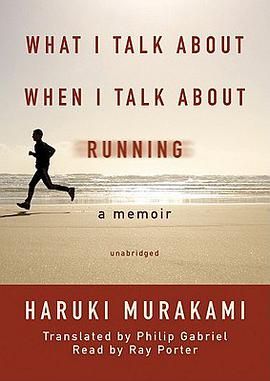 WHAT I TALK ABOUT
WHEN I TALK ABOUT
RUNNING
a memoir
unabridged
HARUKI MURAKAMI
Translated by Philip Gabriel
Read by Ray Porter